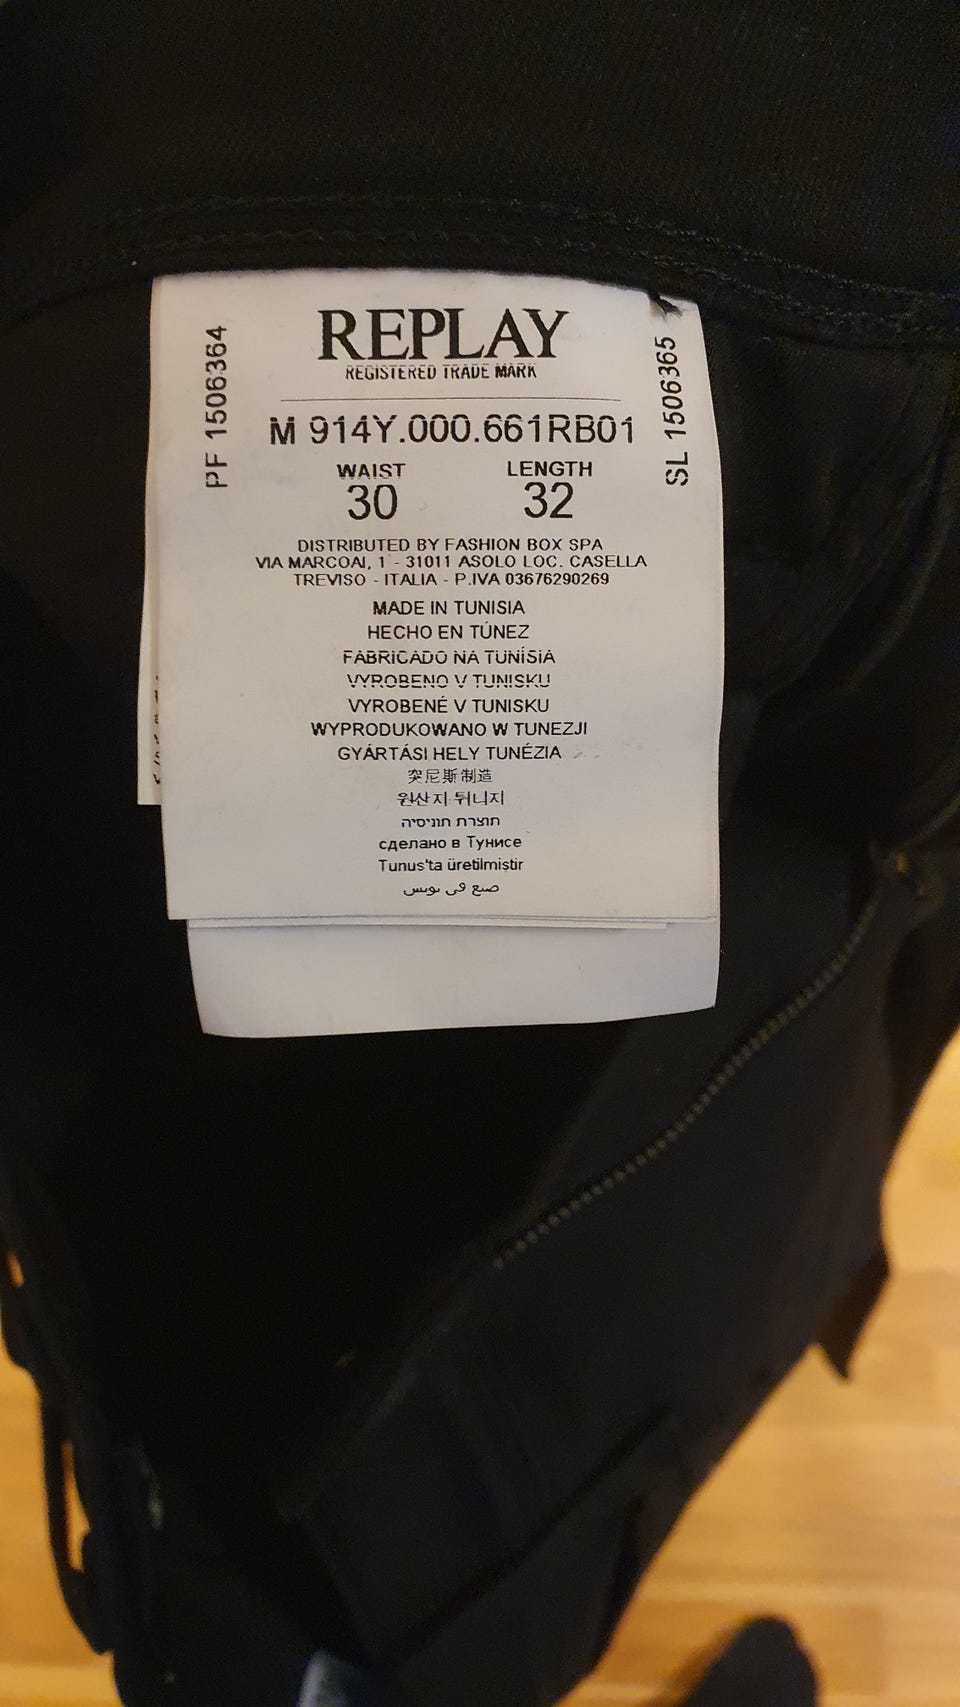 REPLAY
REGISTERED TRADE MARK
PF 1506364
SL 1506365
M 914Y.000.661RB01
WAIST LENGTH
30 32
DISTRIBUTED BY FASHION BOX SPA
VIA MARCOAI, 1 - 31011 ASOLO LOC. CASELLA
TREVISO - ITALIA - P.IVA 03676290269
MADE IN TUNISIA
HECHO EN TÚNEZ
FABRICADO NA TUNÍSIA
VYROBENO V TUNISKU
VYROBENÉ V TUNISKU
WYPRODUKOWANO W TUNEZJI
GYÁRTÁSI HELY TUNÉZIA
突尼斯制造
원산지 튀니지
תוצרת תוניסיה
сделано в Тунисе
Tunus'ta üretilmiştir
صنع في تونس